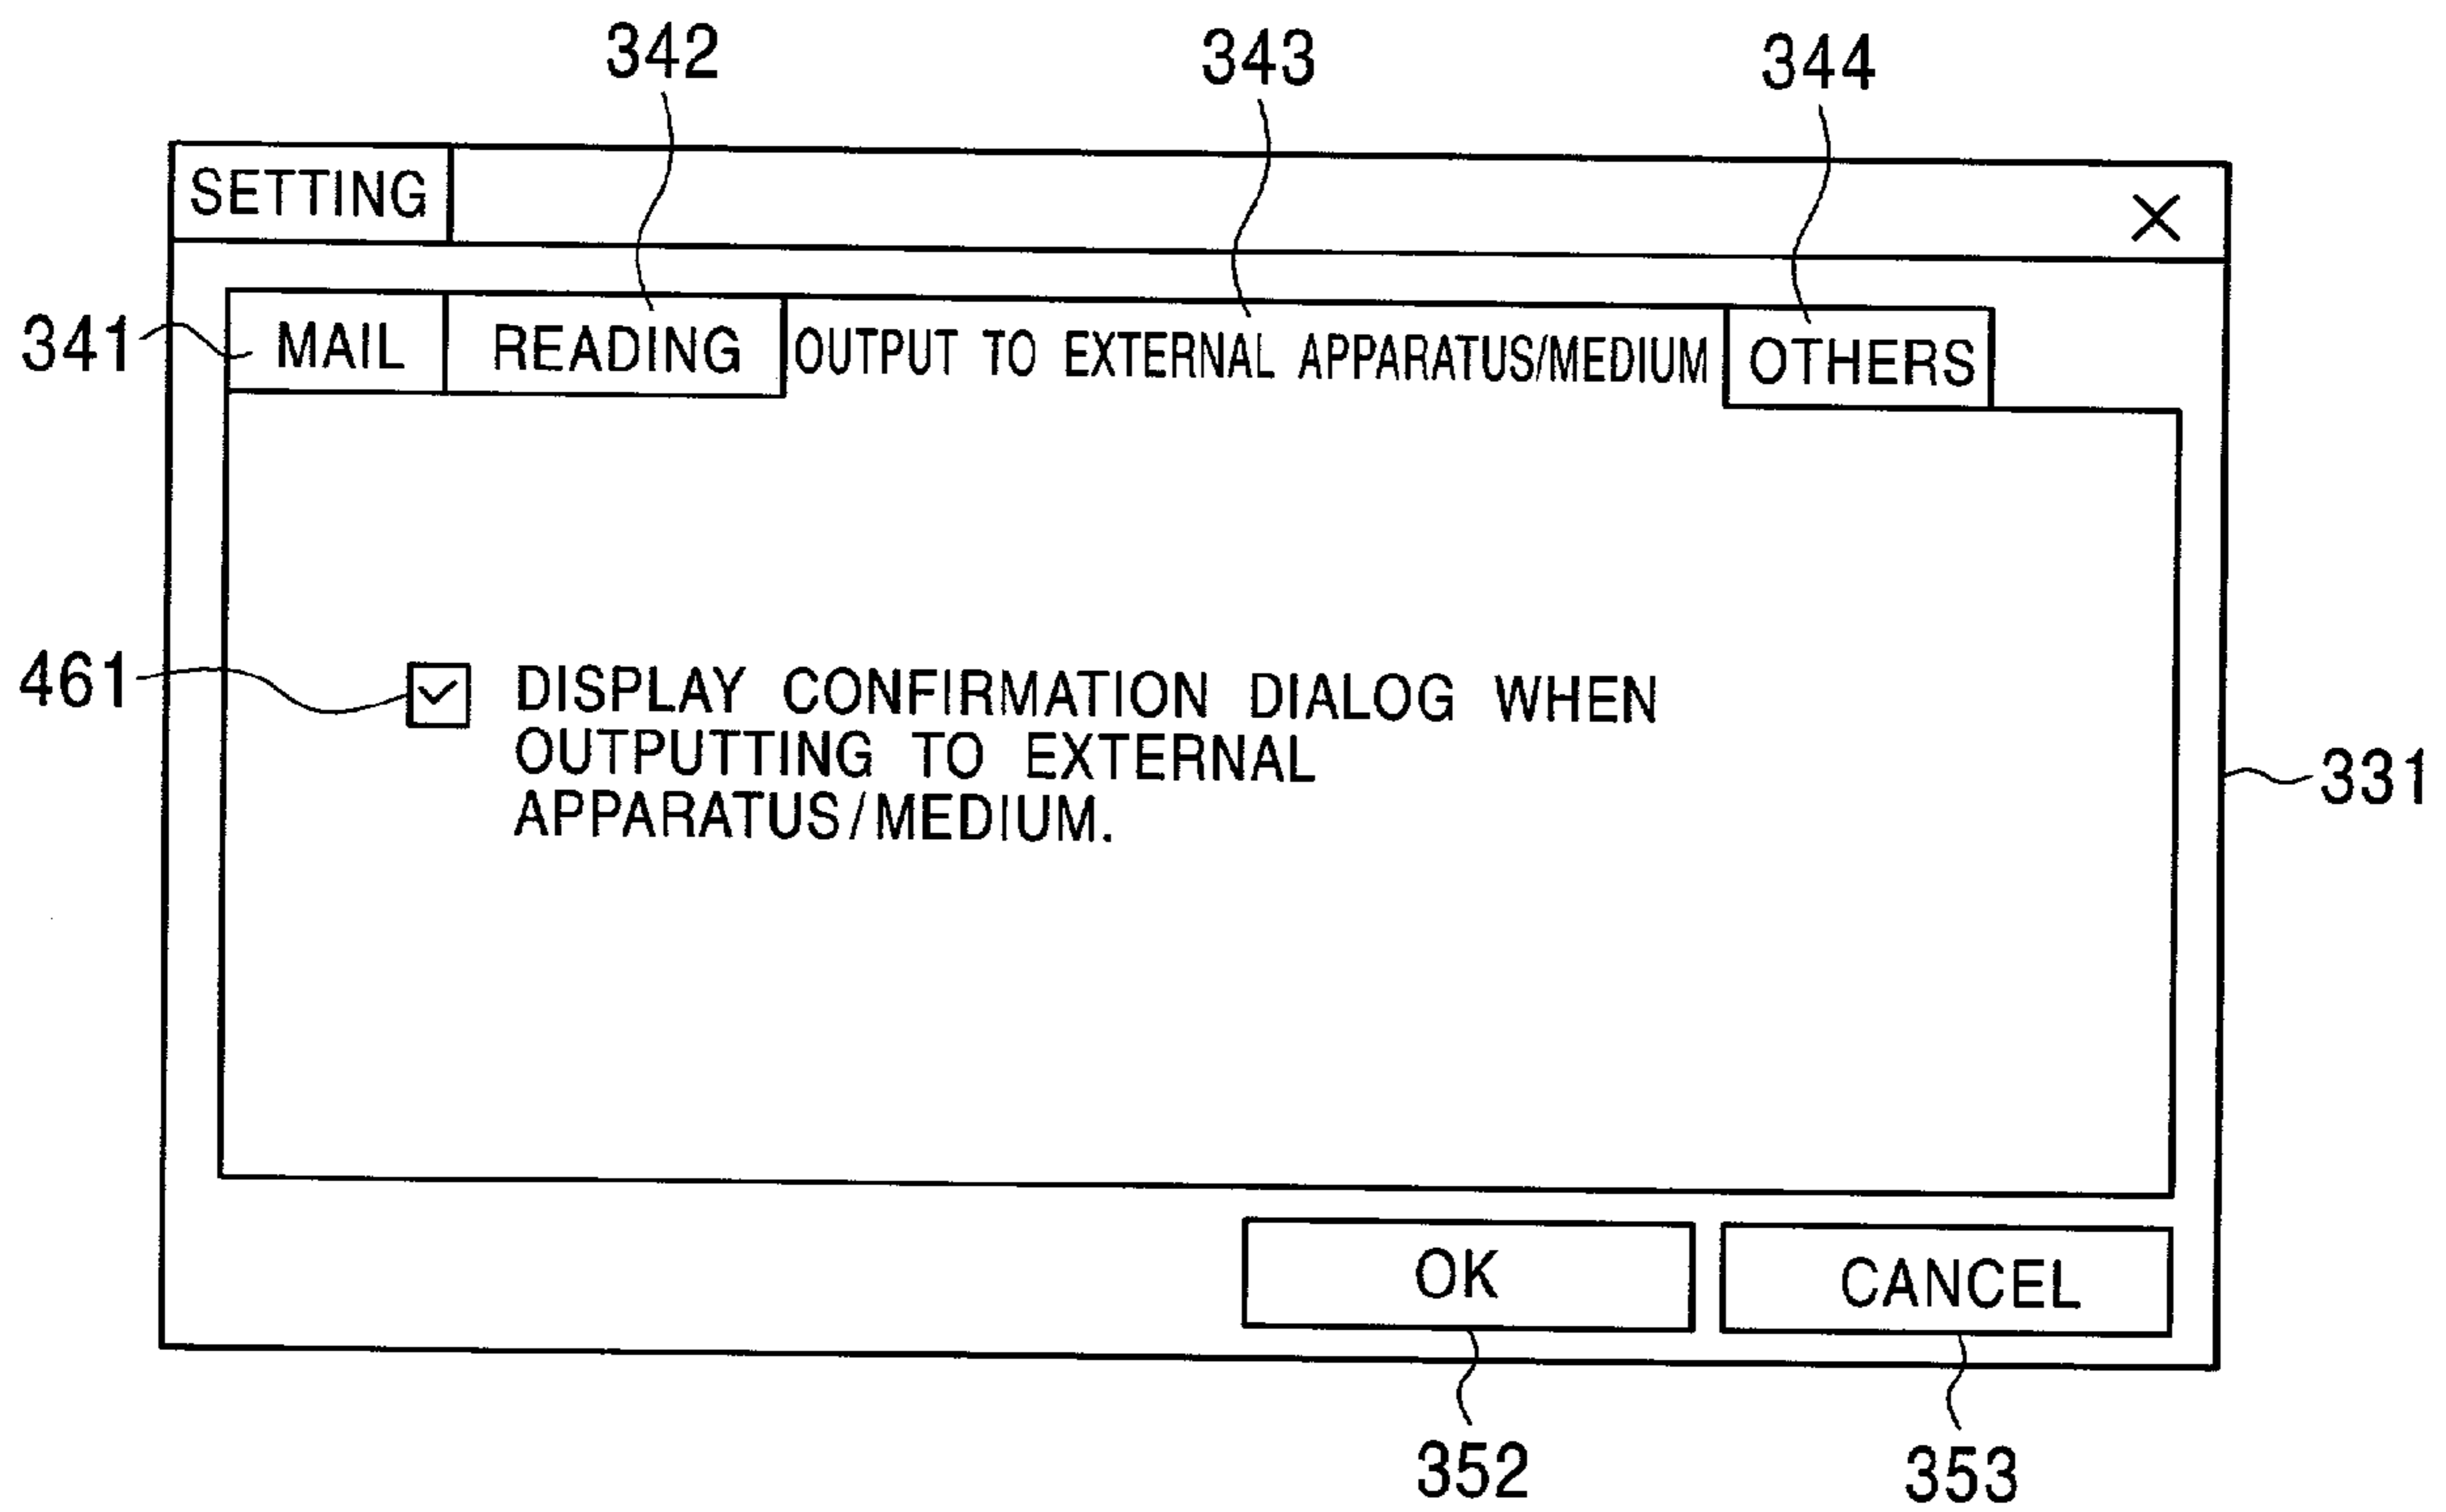 342
343
344
SETTING
341
MAIL
READING
OUTPUT TO EXTERNAL APPARATUS/MEDIUM
OTHERS
461
DISPLAY CONFIRMATION DIALOG WHEN
OUTPUTTING TO EXTERNAL
APPARATUS/MEDIUM.
331
OK
CANCEL
352
353